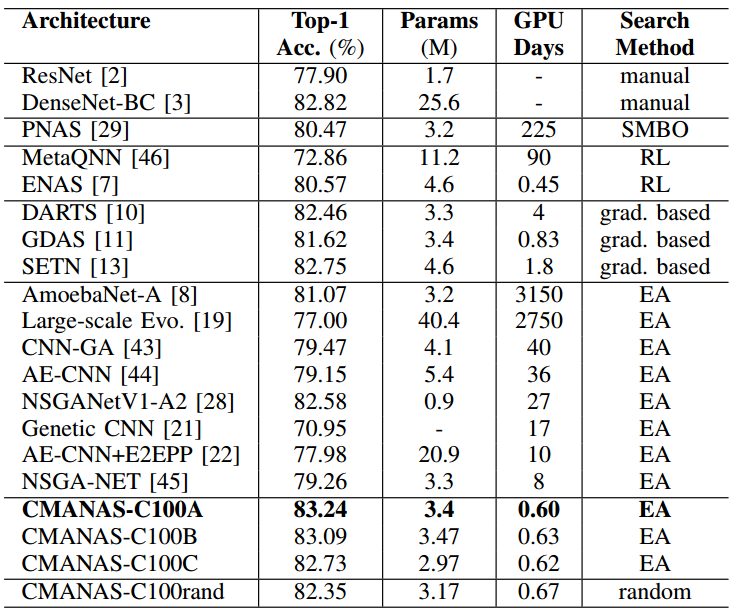 Architecture Top-1 Params GPU Search
Acc. (%) (M) Days Method
ResNet [2] 77.90 1.7 - manual
DenseNet-BC [3] 82.82 25.6 - manual
PNAS [29] 80.47 3.2 225 SMBO
MetaQNN [46] 72.86 11.2 90 RL
ENAS [7] 80.57 4.6 0.45 RL
DARTS [10] 82.46 3.3 4 grad. based
GDAS [11] 81.62 3.4 0.83 grad. based
SETN [13] 82.75 4.6 1.8 grad. based
AmoebaNet-A [8] 81.07 3.2 3150 EA
Large-scale Evo. [19] 77.00 40.4 2750 EA
CNN-GA [43] 79.47 4.1 40 EA
AE-CNN [44] 79.15 5.4 36 EA
NSGANetV1-A2 [28] 82.58 0.9 27 EA
Genetic CNN [21] 70.95 - 17 EA
AE-CNN+E2EPP [22] 77.98 20.9 10 EA
NSGA-NET [45] 79.26 3.3 8 EA
CMANAS-C100A 83.24 3.4 0.60 EA
CMANAS-C100B 83.09 3.47 0.63 EA
CMANAS-C100C 82.73 2.97 0.62 EA
CMANAS-C100rand 82.35 3.17 0.67 random